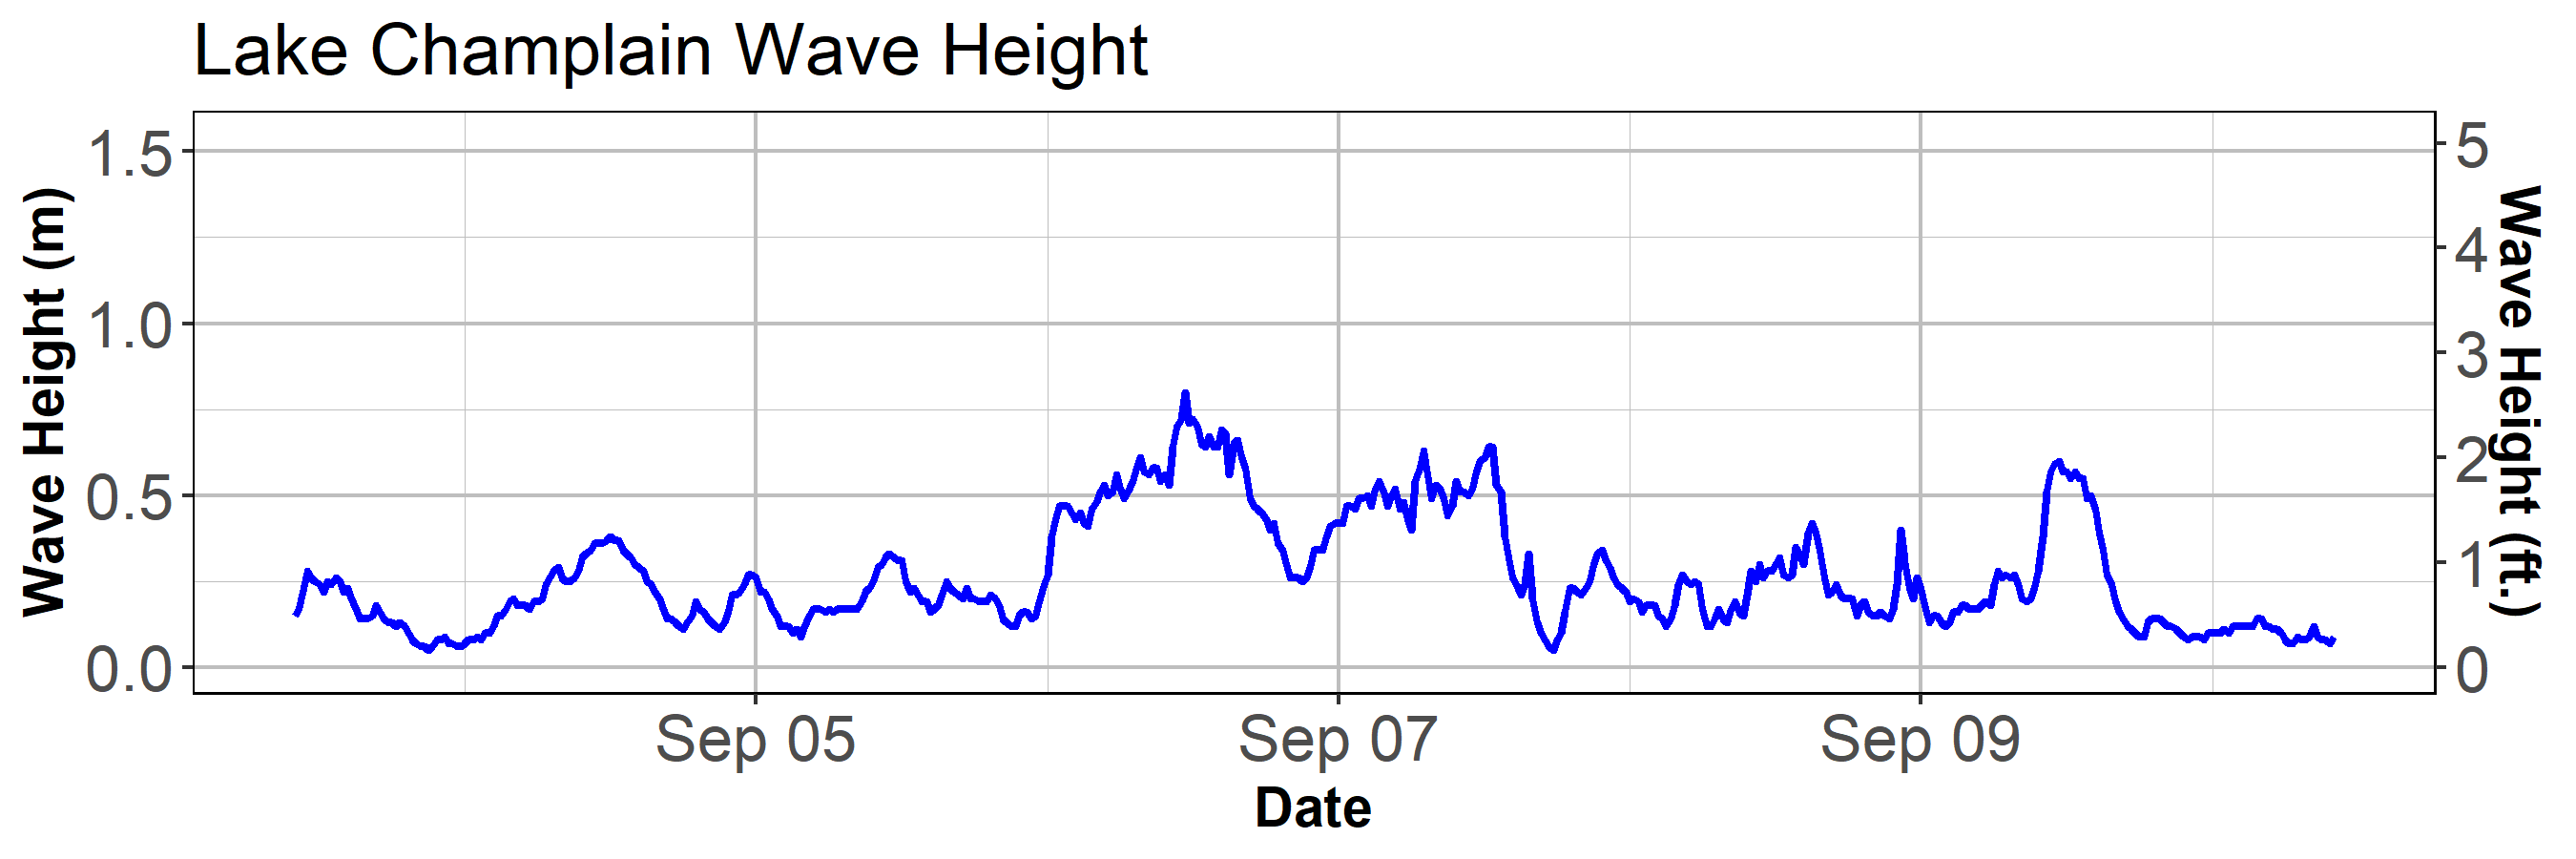 Lake Champlain Wave Height
Wave Height (m)
1.5
1.0
0.5
0.0
5
4
3
2
1
0
Wave Height (ft.)
Sep 05
Sep 07
Sep 09
Date